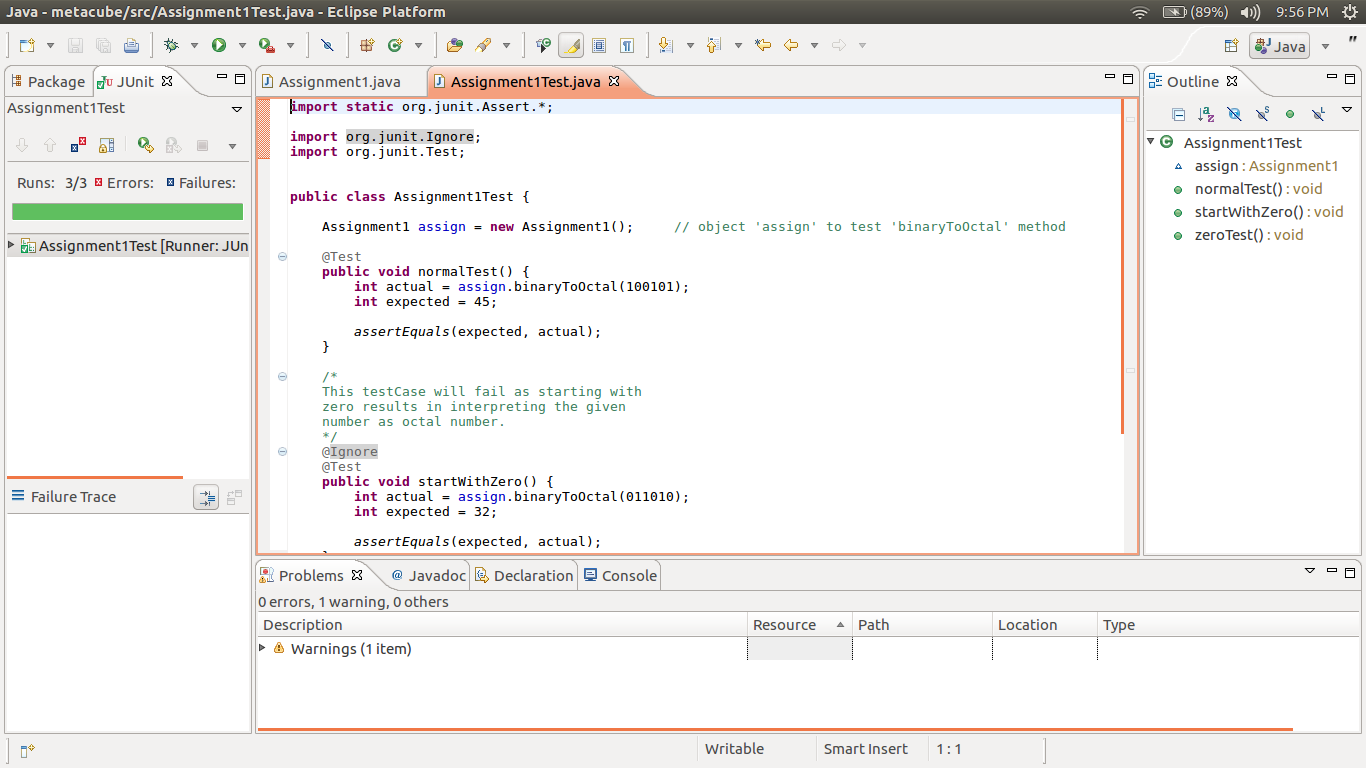 Java - metacube/src/Assignment1Test.java - Eclipse Platform
(89%) 9:56 PM
Java
Package
JUnit
Assignment1Test
Runs: 3/3 Errors: Failures:
Assignment1Test [Runner: JUn
Failure Trace
Assignment1.java
Assignment1Test.java
import static org.junit.Assert.*;
import org.junit.Ignore;
import org.junit.Test;
public class Assignment1Test {
Assignment1 assign = new Assignment1(); // object 'assign' to test 'binaryToOctal' method
@Test
public void normalTest() {
int actual = assign.binaryToOctal(100101);
int expected = 45;
assertEquals(expected, actual);
}
/*
This testCase will fail as starting with
zero results in interpreting the given
number as octal number.
*/
@Ignore
@Test
public void startWithZero() {
int actual = assign.binaryToOctal(011010);
int expected = 32;
assertEquals(expected, actual);
Outline
Assignment1Test
assign : Assignment1
normalTest() : void
startWithZero() : void
zeroTest() : void
Problems
@ Javadoc
Declaration
Console
0 errors, 1 warning, 0 others
Description Resource Path Location Type
Warnings (1 item)
Writable Smart Insert 1 : 1